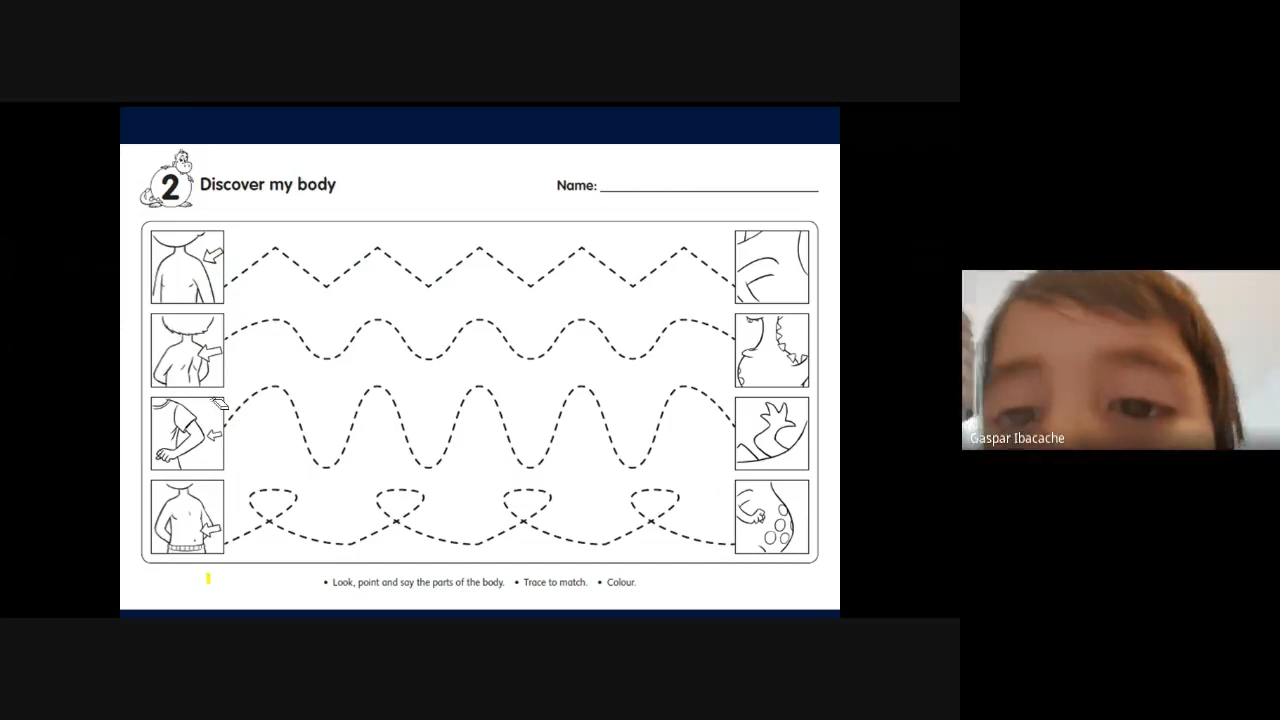 2 Discover my body Name:
• Look, point and say the parts of the body. • Trace to match. • Colour.
Gaspar Ibacache